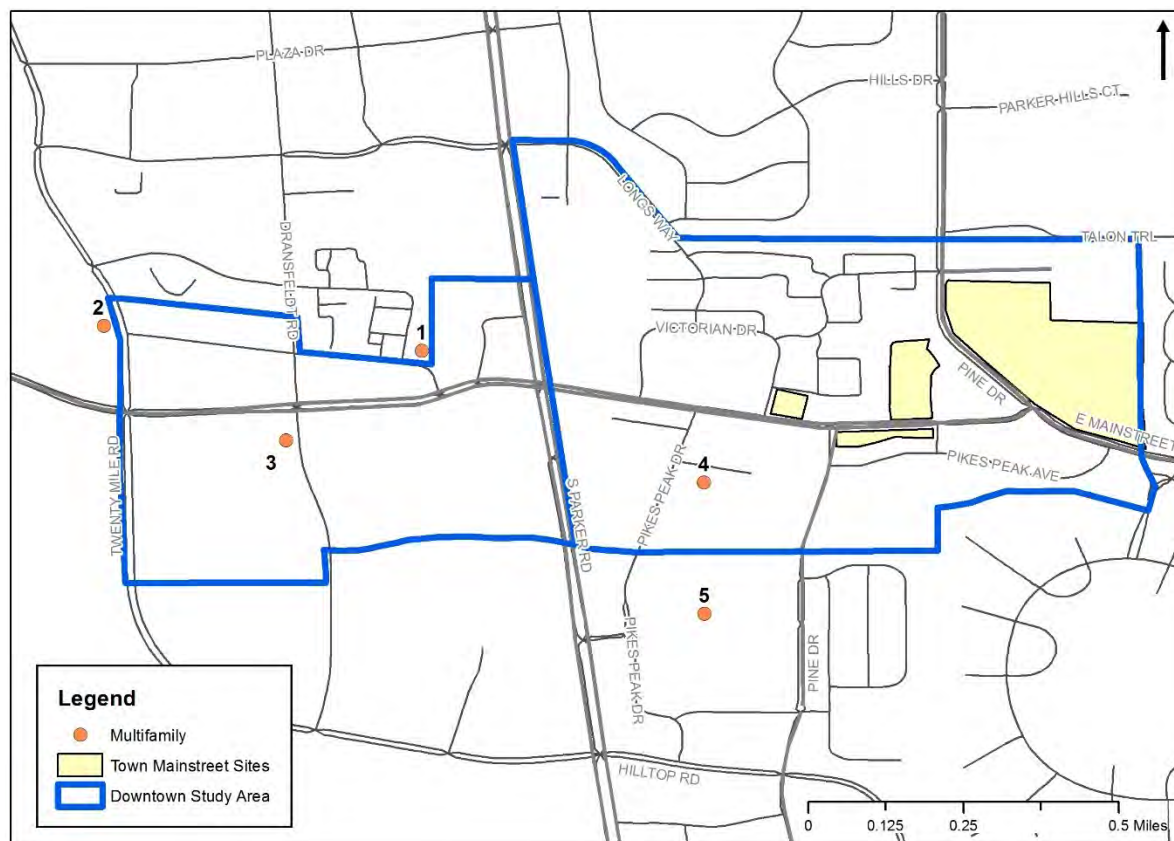 PLAZA DR
HILLS DR
PARKER HILLS CT
LONGS WAY
TALON TRL
DRANSFELDT RD
2
1
VICTORIAN DR
PINE DR
E MAINSTREET
3
4
PIKES PEAK DR
PIKES PEAK AVE
TWENTY MILE RD
S PARKER RD
5
PIKES PEAK DR
PINE DR
HILLTOP RD
Legend
Multifamily
Town Mainstreet Sites
Downtown Study Area
0 0.125 0.25 0.5 Miles